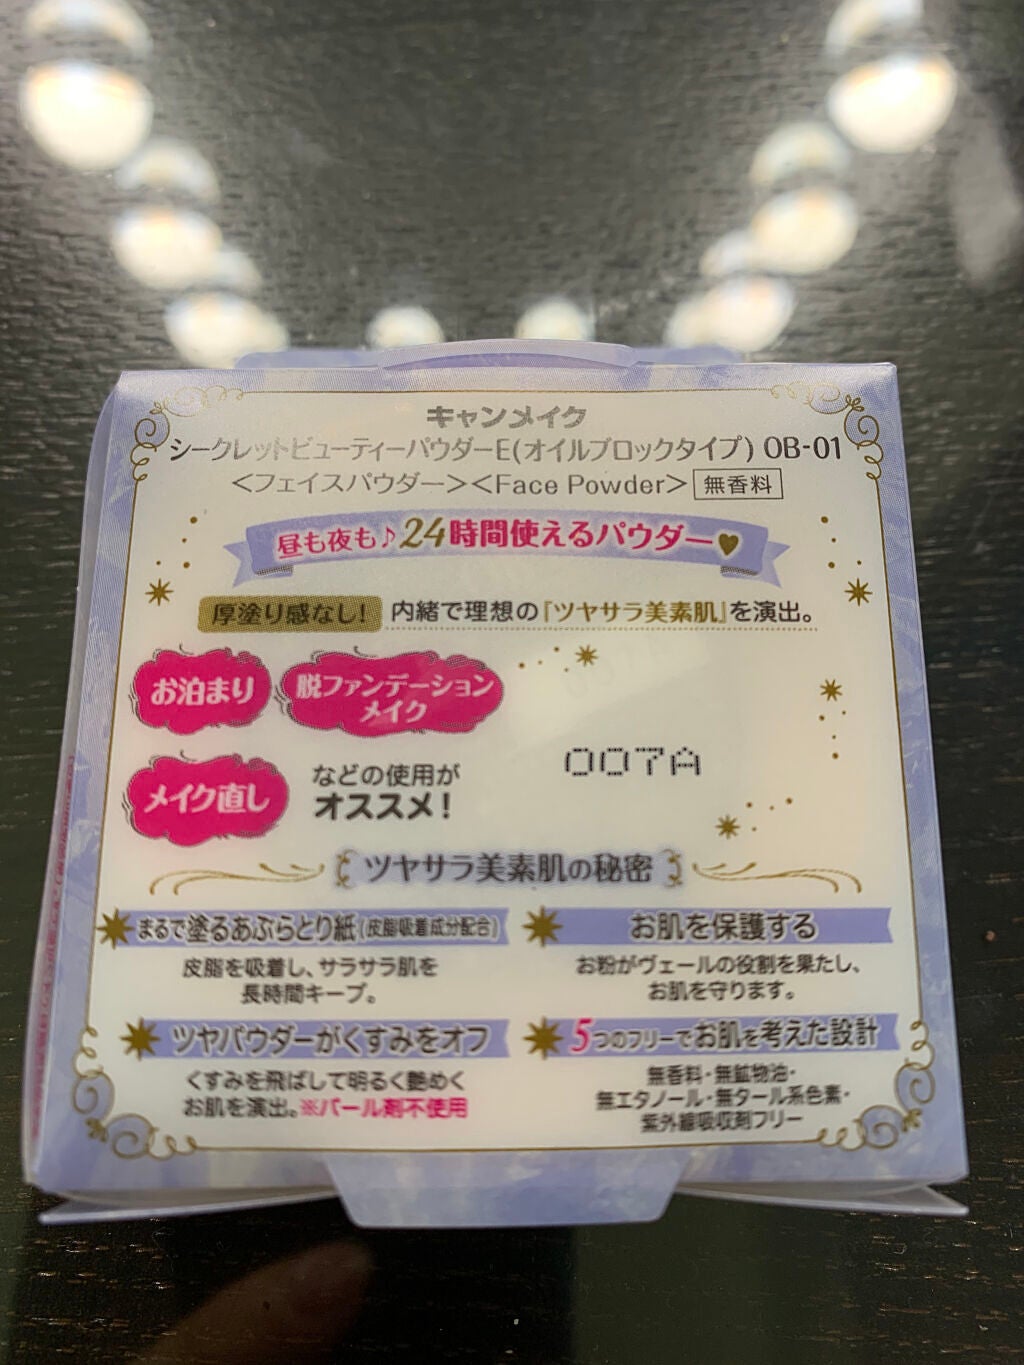 キャンメイク
シークレットビューティーパウダーE(オイルブロックタイプ) OB-01
<フェイスパウダー><Face Powder> 無香料
昼も夜も♪24時間使えるパウダー♥
厚塗り感なし! 内緒で理想の『ツヤサラ美素肌』を演出。
お泊まり 脱ファンデーション
メイク
メイク直し などの使用が
オススメ!
007A
ツヤサラ美素肌の秘密
まるで塗るあぶらとり紙(皮脂吸着成分配合)
皮脂を吸着し、サラサラ肌を
長時間キープ。
お肌を保護する
お粉がヴェールの役割を果たし、
お肌を守ります。
ツヤパウダーがくすみをオフ
くすみを飛ばして明るく艶めく
お肌を演出。※パール剤不使用
5つのフリーでお肌を考えた設計
無香料・無鉱物油・
無エタノール・無タール系色素・
紫外線吸収剤フリー